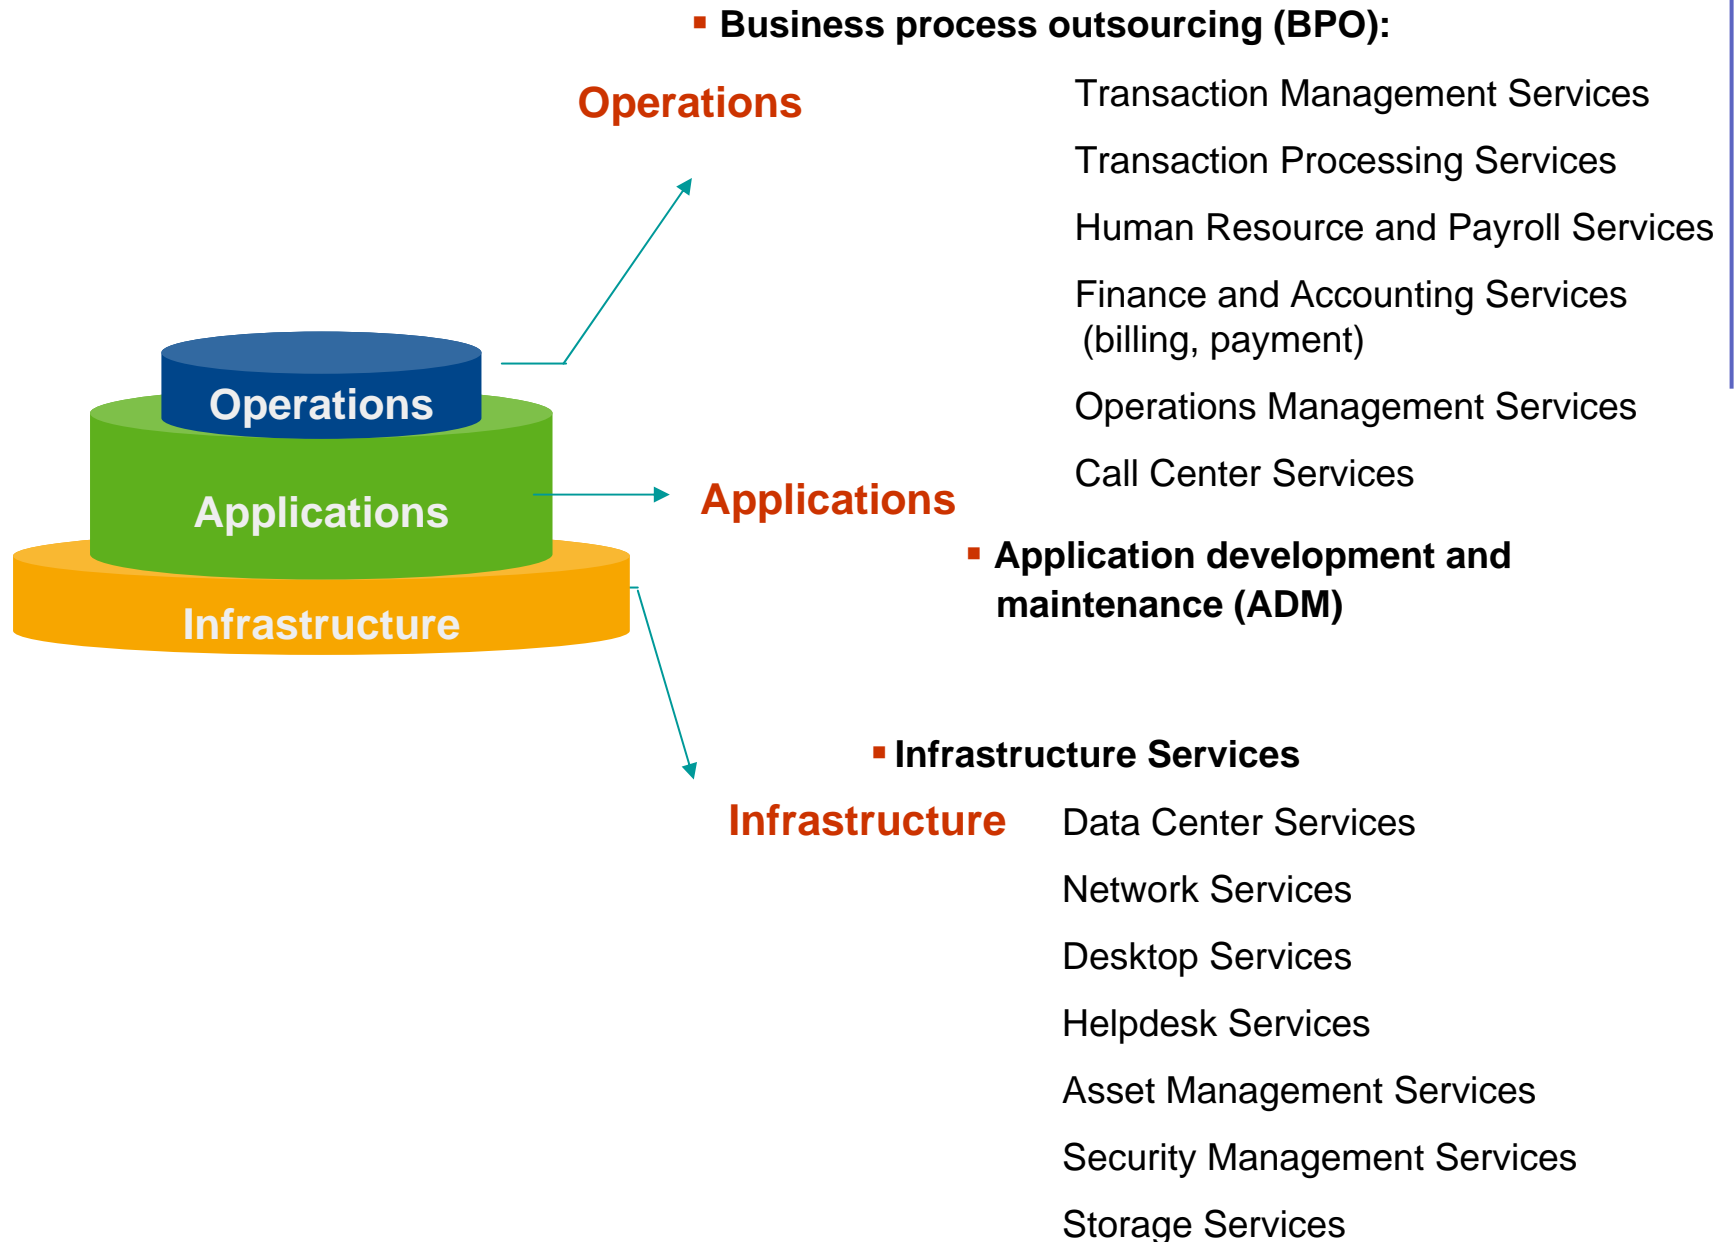 ▪ Business process outsourcing (BPO):
Operations
Transaction Management Services
Transaction Processing Services
Human Resource and Payroll Services
Finance and Accounting Services
(billing, payment)
Operations Management Services
Call Center Services
Operations
Applications
Infrastructure
Applications
▪ Application development and
maintenance (ADM)
▪ Infrastructure Services
Infrastructure
Data Center Services
Network Services
Desktop Services
Helpdesk Services
Asset Management Services
Security Management Services
Storage Services